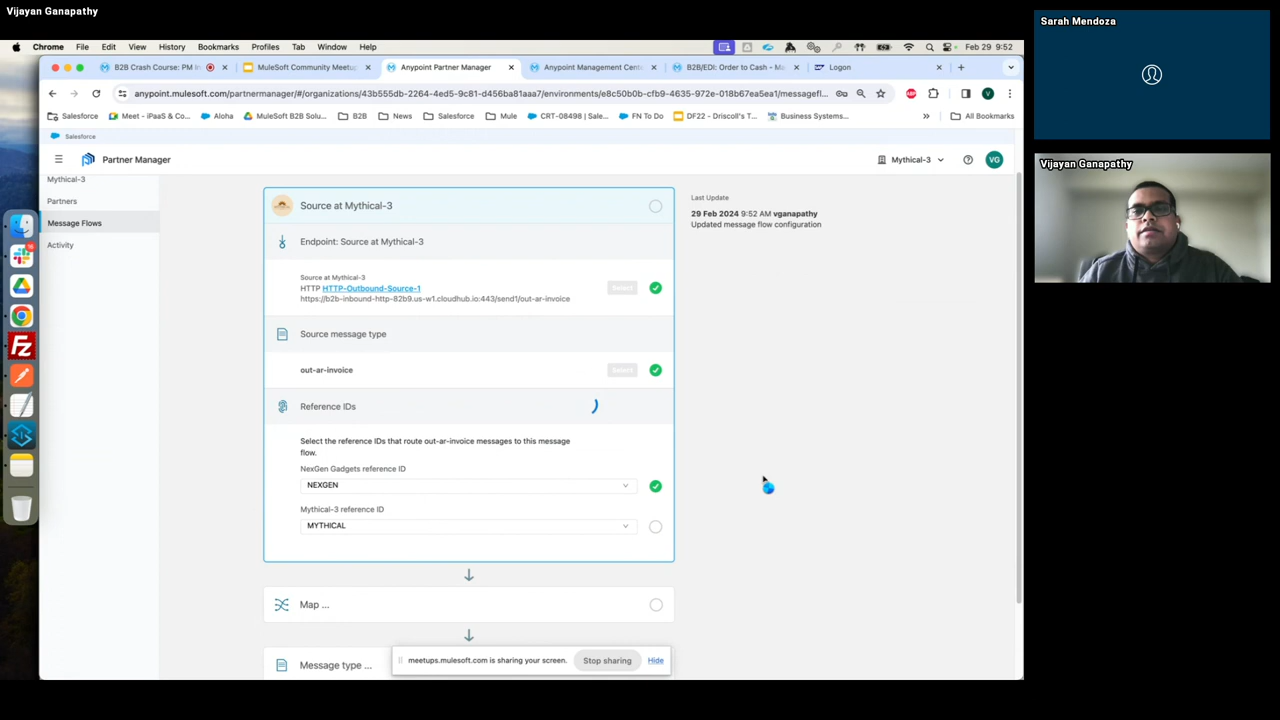 Vijayan Ganapathy
Sarah Mendoza
Vijayan Ganapathy
Chrome File Edit View History Bookmarks Profiles Tab Window Help Feb 29 9:52
B2B Crash Course: PM In MuleSoft Community Meetup Anypoint Partner Manager Anypoint Management Cent B2B/EDI: Order to Cash - Mo Logon
anypoint.mulesoft.com/partnermanager/#/organizations/43b555db-2264-4ed5-9c81-d456ba81aaa7/environments/e8c50b0b-cfb9-4635-972e-018b67ea5ea1/messagefl...
Salesforce Meet - iPaaS & Co... Aloha MuleSoft B2B Solu... B2B News Salesforce Mule CRT-08498 | Sale... FN To Do DF22 - Driscoll's T... Business Systems... » All Bookmarks
Salesforce
Partner Manager Mythical-3 VG
Mythical-3
Partners
Message Flows
Activity
Source at Mythical-3
Endpoint: Source at Mythical-3
Source at Mythical-3
HTTP HTTP-Outbound-Source-1
https://b2b-inbound-http-82b9.us-w1.cloudhub.io:443/send1/out-ar-invoice
Select
Source message type
out-ar-invoice
Select
Reference IDs
Select the reference IDs that route out-ar-invoice messages to this message
flow.
NexGen Gadgets reference ID
NEXGEN
Mythical-3 reference ID
MYTHICAL
Map ...
Message type ...
Last Update
29 Feb 2024 9:52 AM vganapathy
Updated message flow configuration
meetups.mulesoft.com is sharing your screen. Stop sharing Hide